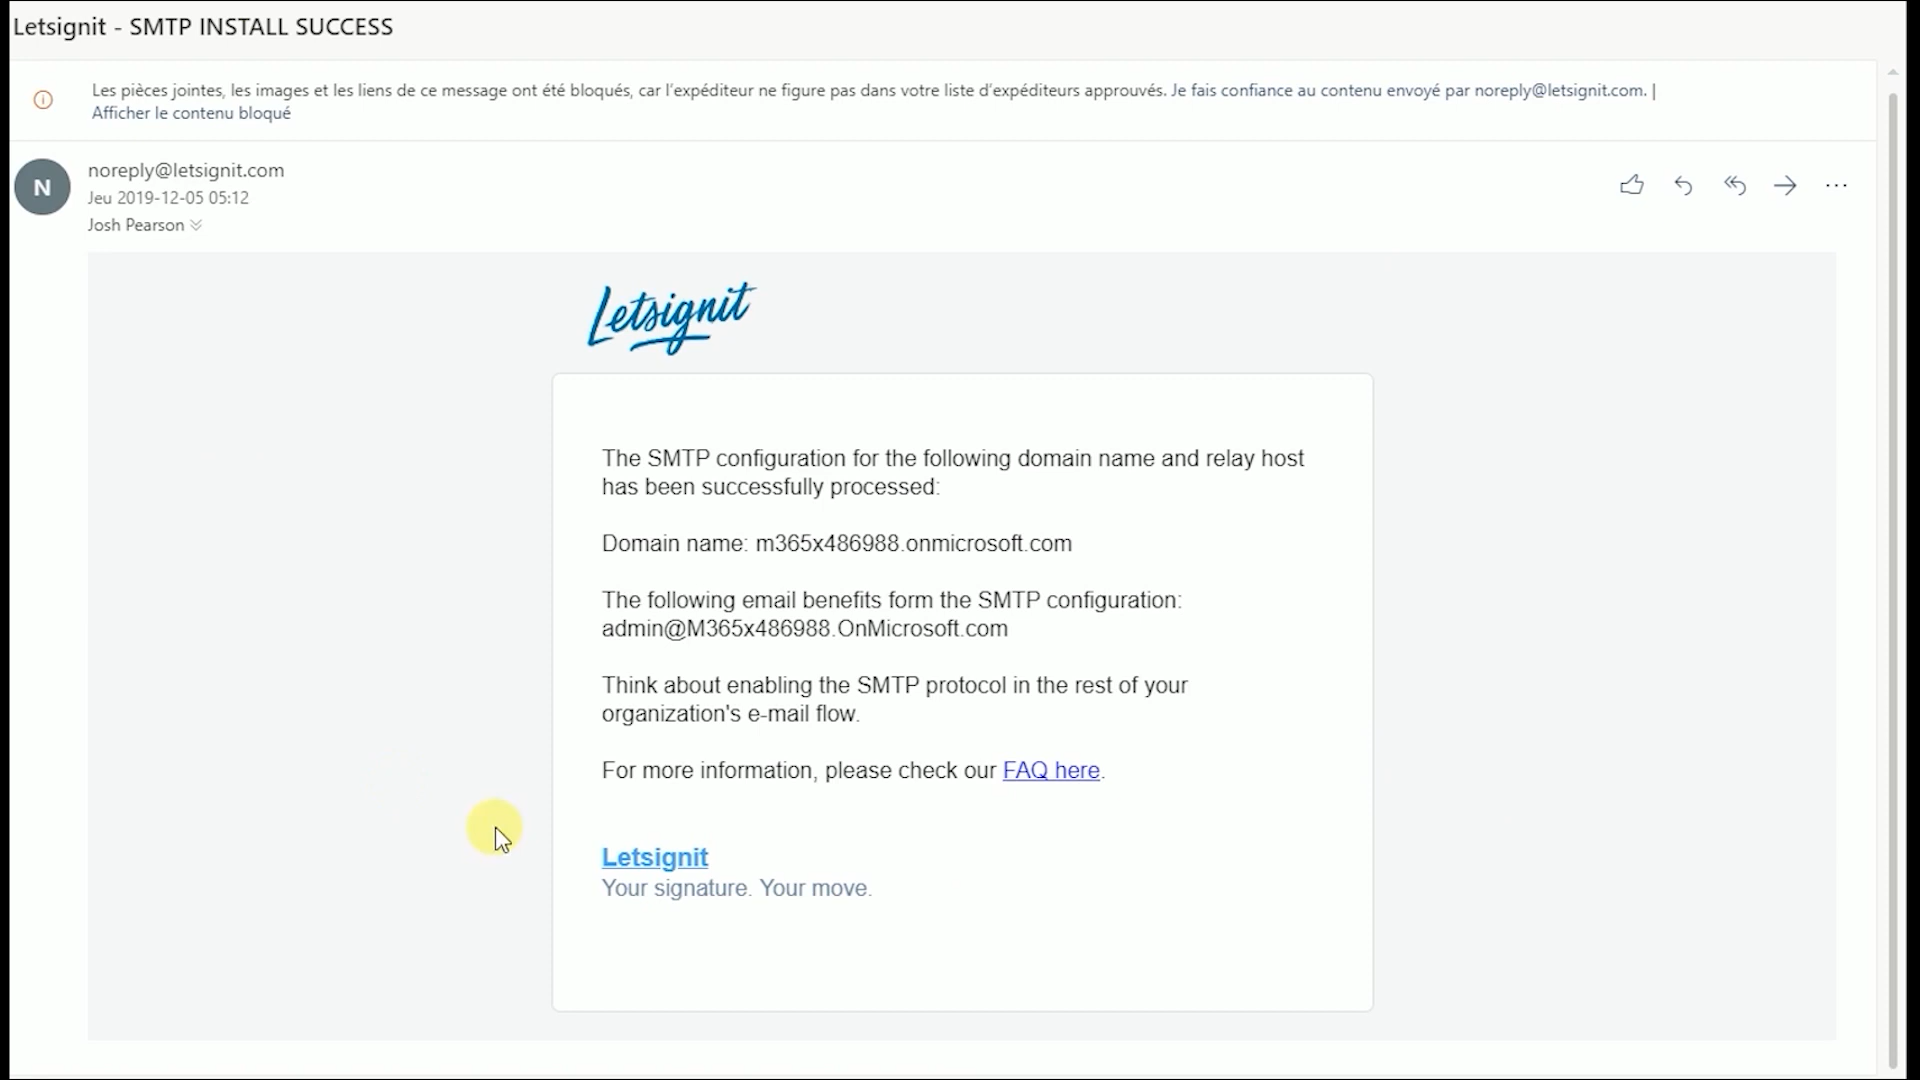 Letsignit - SMTP INSTALL SUCCESS
Les pièces jointes, les images et les liens de ce message ont été bloqués, car l'expéditeur ne figure pas dans votre liste d'expéditeurs approuvés. Je fais confiance au contenu envoyé par noreply@letsignit.com. |
Afficher le contenu bloqué
N
noreply@letsignit.com
Jeu 2019-12-05 05:12
Josh Pearson
Letsignit
The SMTP configuration for the following domain name and relay host
has been successfully processed:
Domain name: m365x486988.onmicrosoft.com
The following email benefits form the SMTP configuration:
admin@M365x486988.OnMicrosoft.com
Think about enabling the SMTP protocol in the rest of your
organization's e-mail flow.
For more information, please check our FAQ here.
Letsignit
Your signature. Your move.